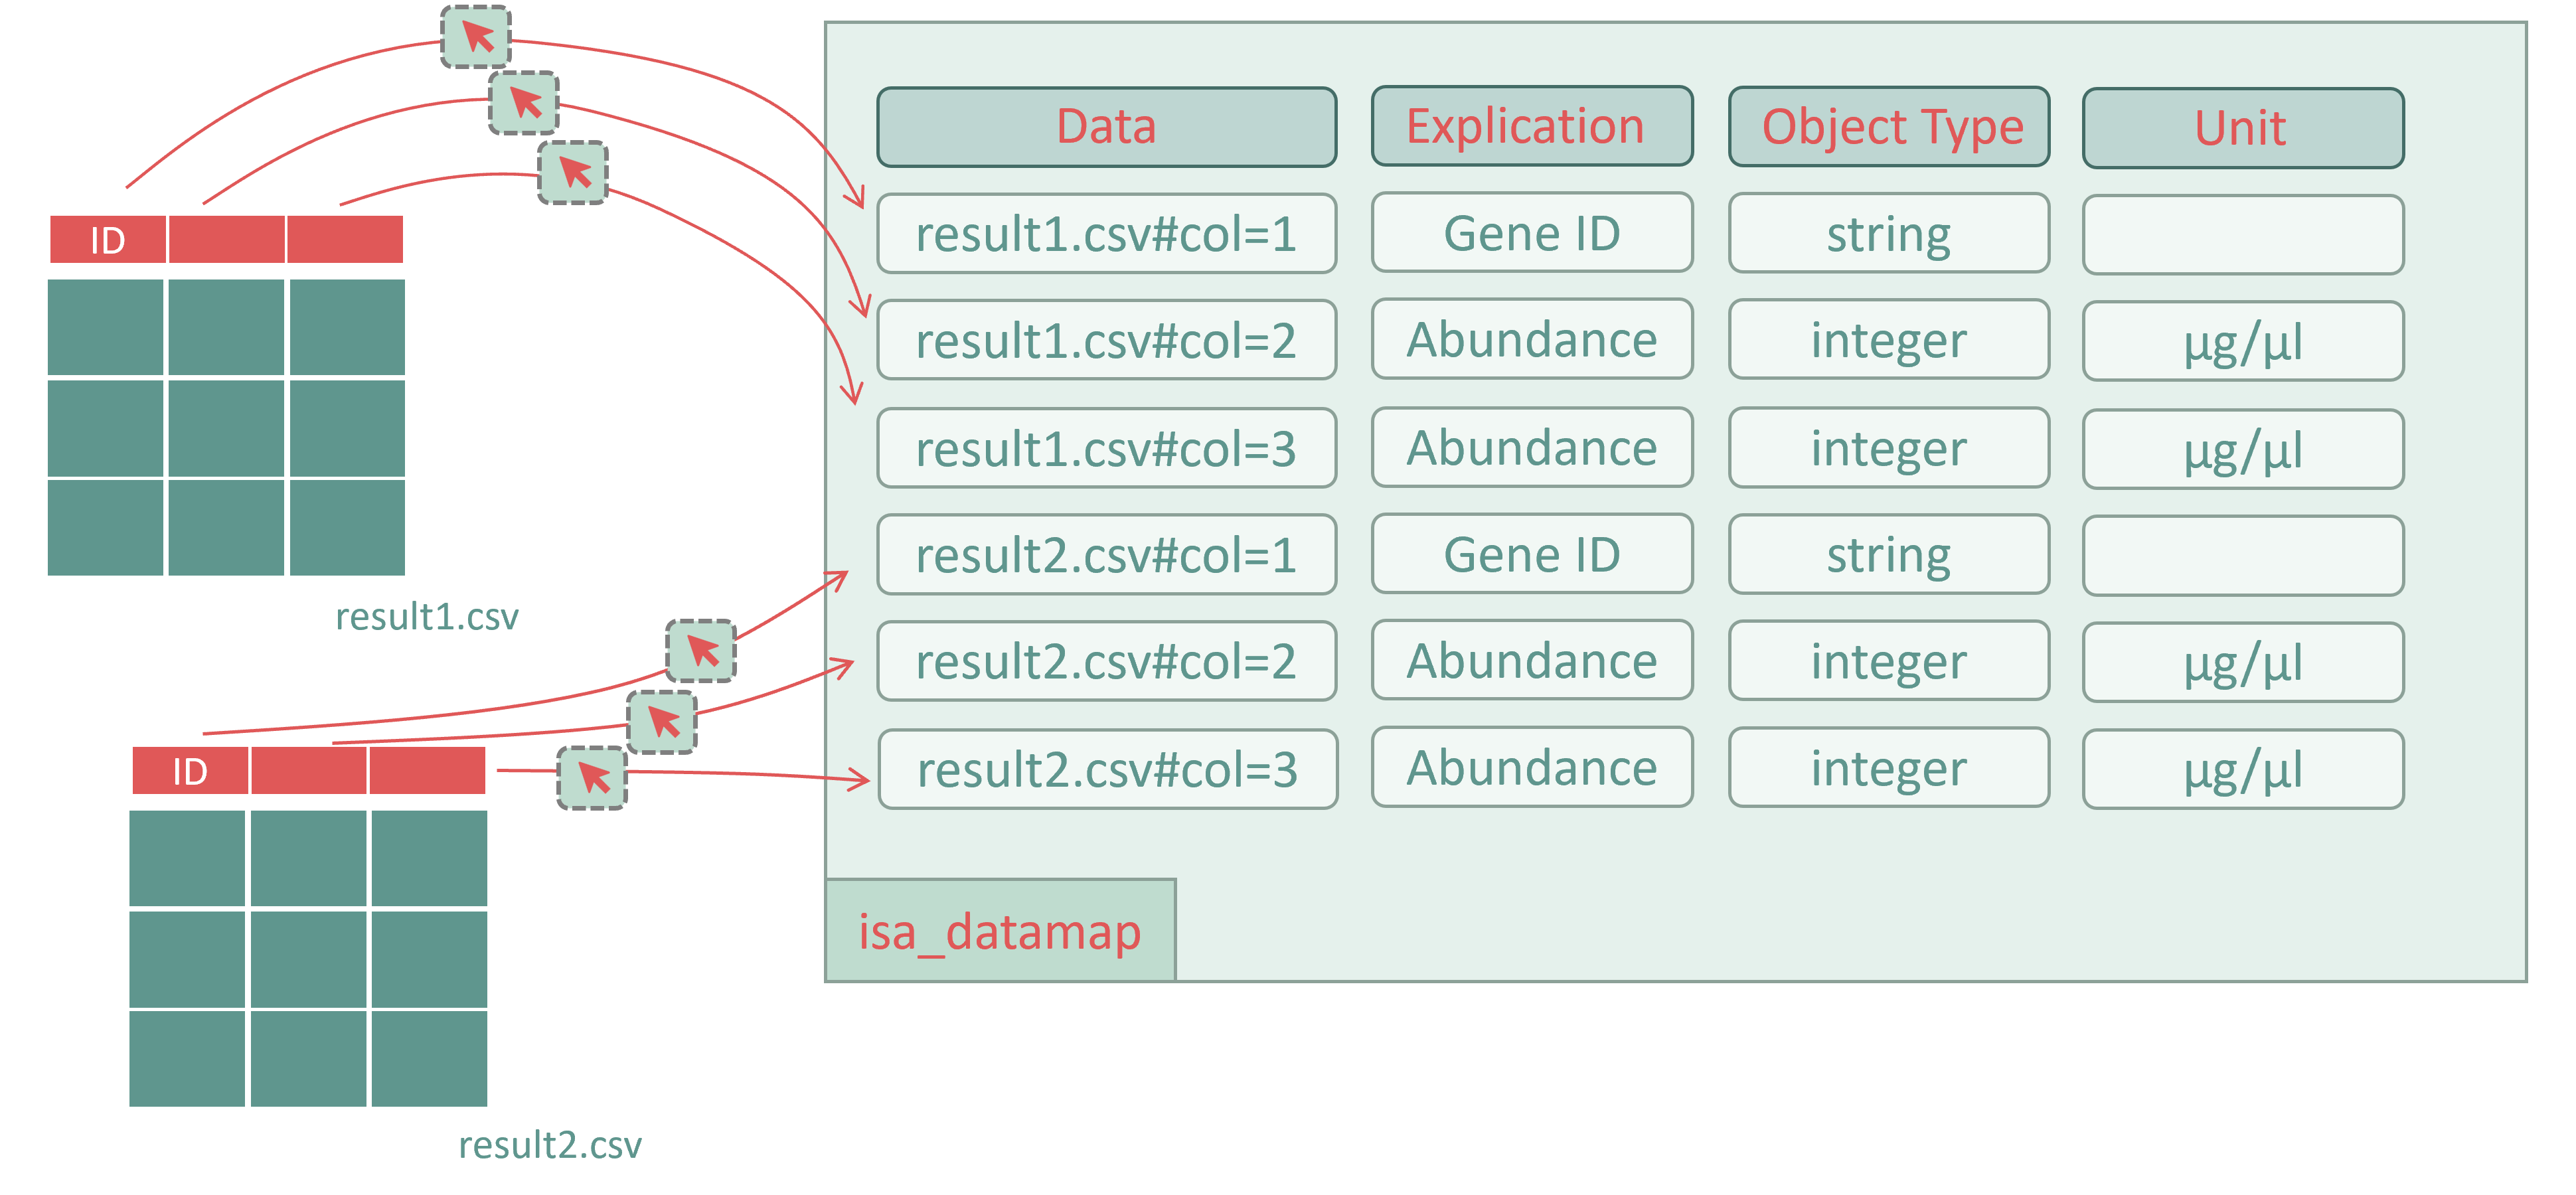 ID
result1.csv
ID
result2.csv
Data Explication Object Type Unit
result1.csv#col=1 Gene ID string
result1.csv#col=2 Abundance integer µg/µl
result1.csv#col=3 Abundance integer µg/µl
result2.csv#col=1 Gene ID string
result2.csv#col=2 Abundance integer µg/µl
result2.csv#col=3 Abundance integer µg/µl
isa_datamap